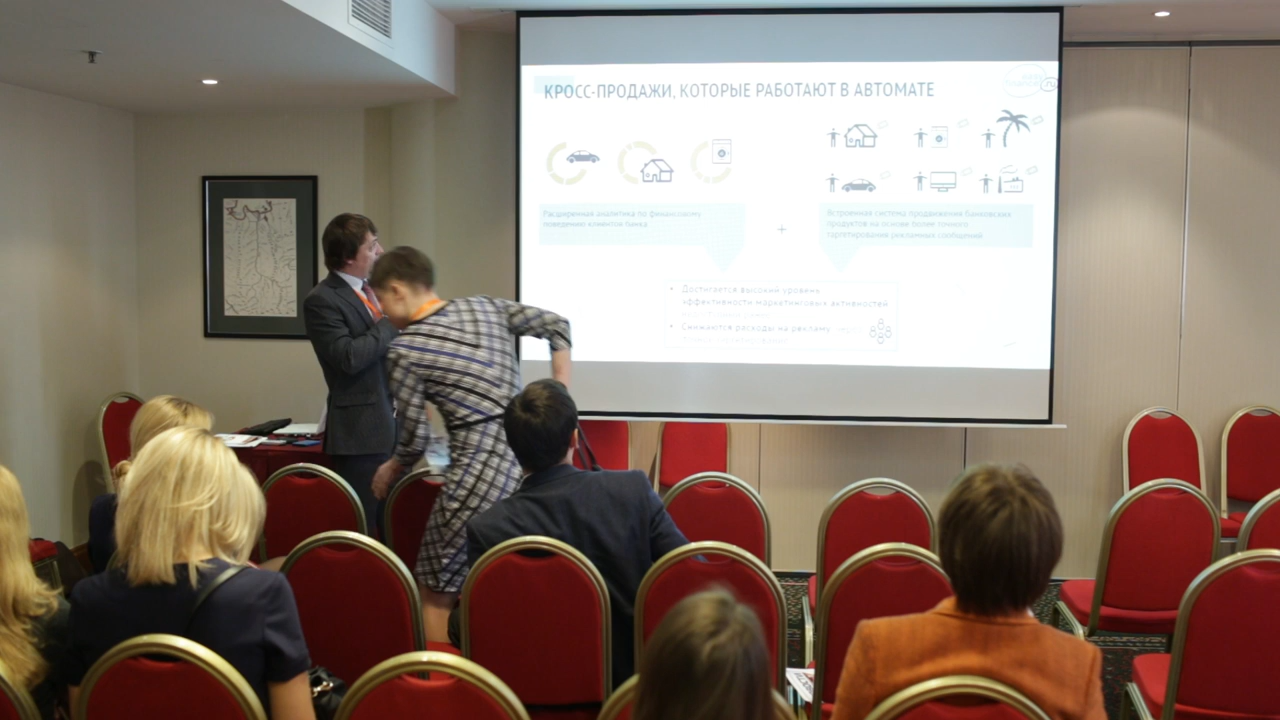 КРОСС-ПРОДАЖИ, КОТОРЫЕ РАБОТАЮТ В АВТОМАТЕ
Расширенная аналитика по финансовому
поведению клиентов банка
+
Встроенная система продвижения банковских
продуктов на основе более точного
таргетирования рекламных сообщений
• Достигается высокий уровень
эффективности маркетинговых активностей
• Снижаются расходы на рекламу